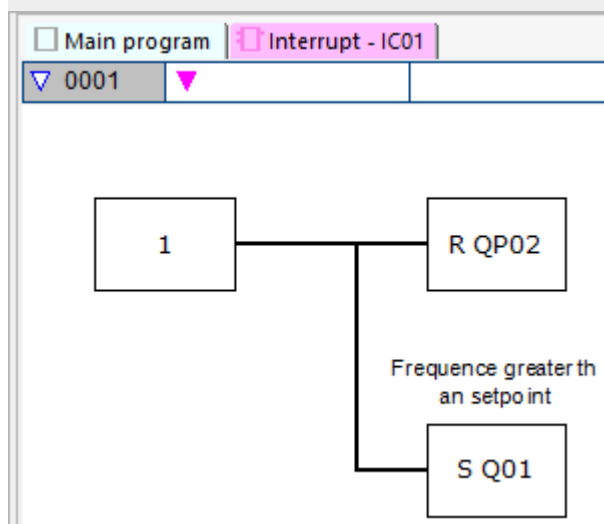 Main program Interrupt - IC01
0001
1 R QP02
Frequence greater th
an setpoint
S Q01